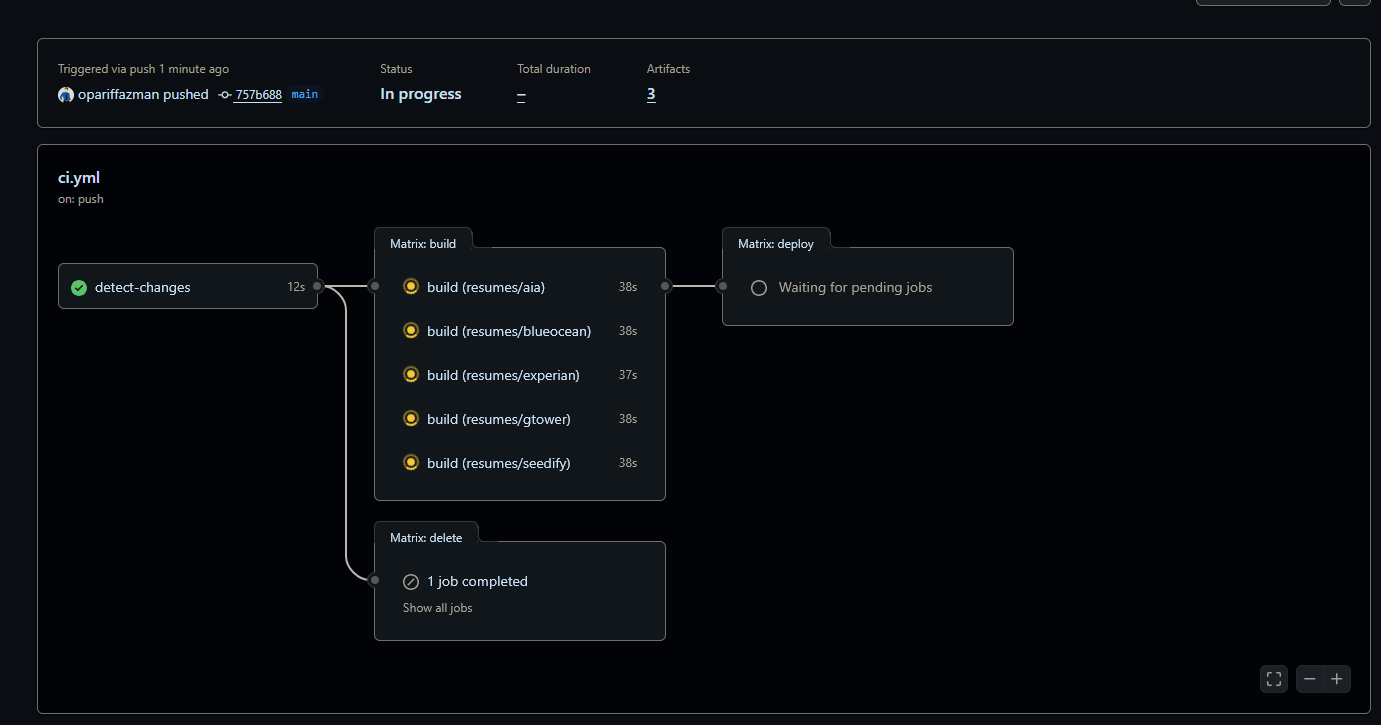 Triggered via push 1 minute ago
opariffazman pushed 757b688 main
Status
In progress
Total duration
–
Artifacts
3
ci.yml
on: push
detect-changes 12s
Matrix: build
build (resumes/aia) 38s
build (resumes/blueocean) 38s
build (resumes/experian) 37s
build (resumes/gtower) 38s
build (resumes/seedify) 38s
Matrix: deploy
Waiting for pending jobs
Matrix: delete
1 job completed
Show all jobs